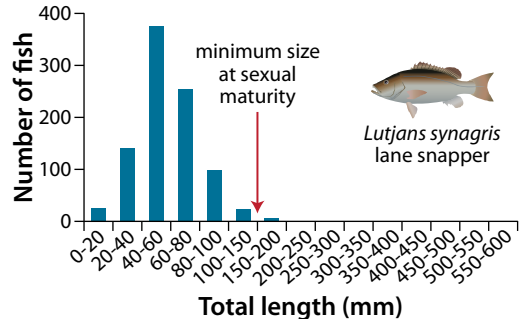 400
300
200
100
0
Number of fish
minimum size
at sexual
maturity
Lutjans synagris
lane snapper
0-20
20-40
40-60
60-80
80-100
100-150
150-200
200-250
250-300
300-350
350-400
400-450
450-500
500-550
550-600
Total length (mm)